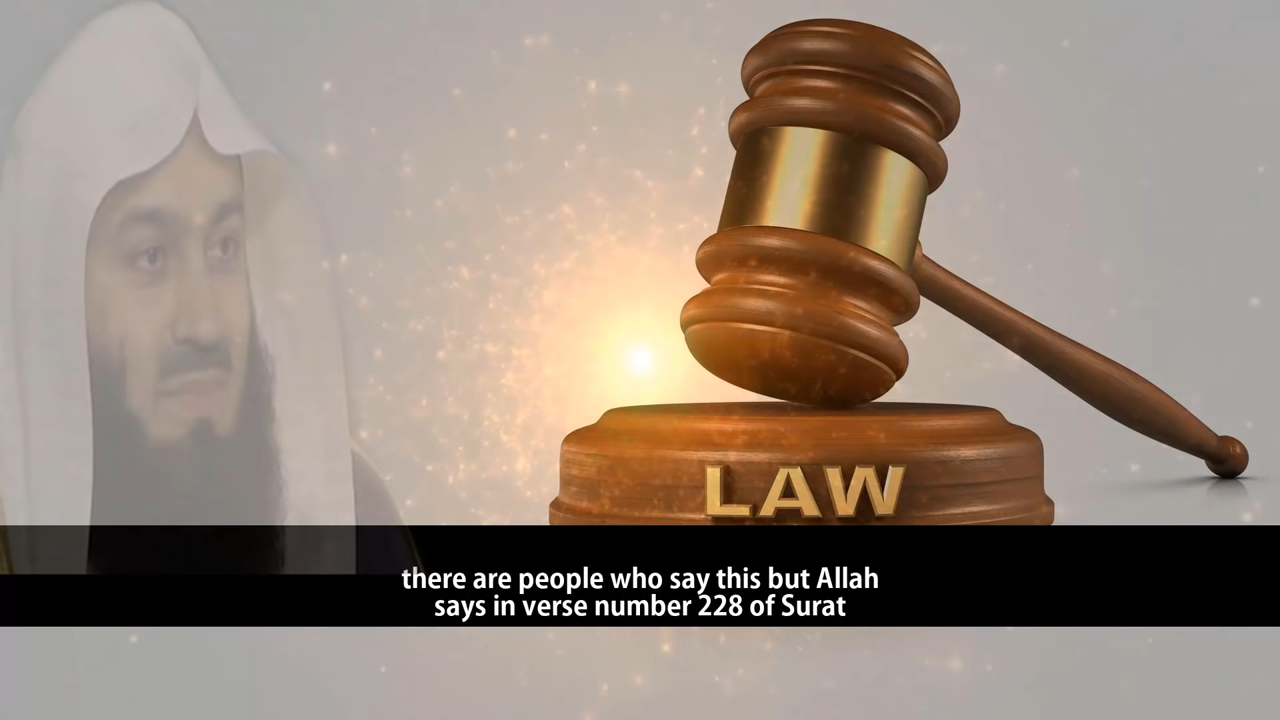 LAW
there are people who say this but Allah
says in verse number 228 of Surat